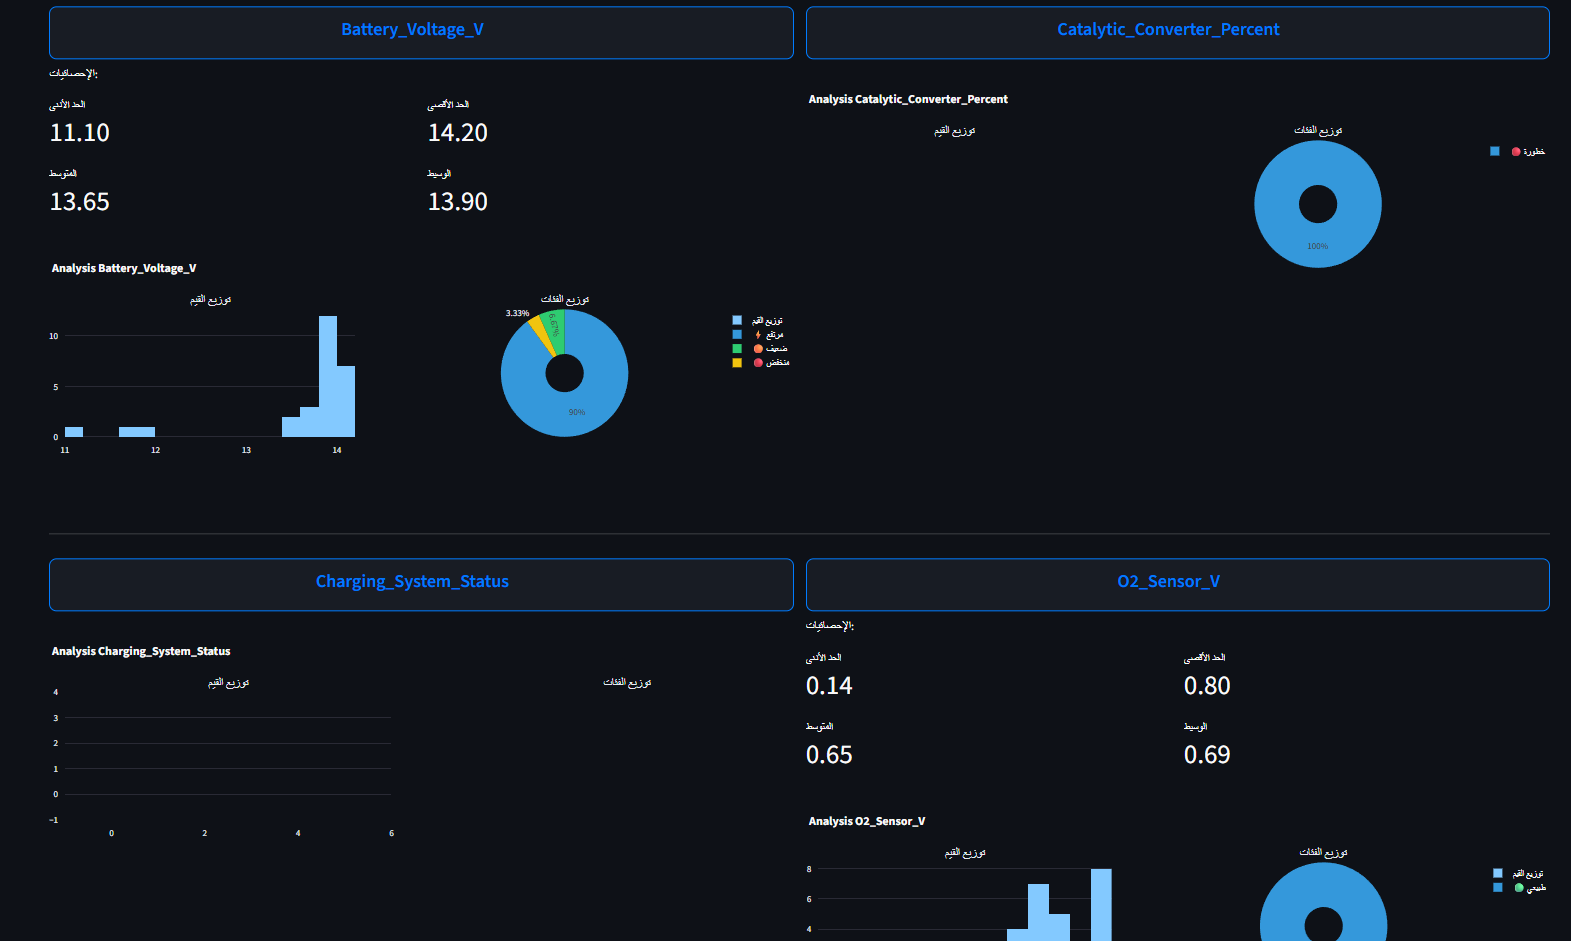 Battery_Voltage_V
الإحصائيات:
الحد الأدنى
11.10
الحد الأقصى
14.20
المتوسط
13.65
الوسيط
13.90
Analysis Battery_Voltage_V
توزيع القيم
10
5
0
11
12
13
14
توزيع الفئات
3.33%
6.67%
90%
توزيع القيم
مرتفع
ضعيف
منخفض
Catalytic_Converter_Percent
Analysis Catalytic_Converter_Percent
توزيع القيم
توزيع الفئات
100%
خطورة
Charging_System_Status
Analysis Charging_System_Status
توزيع القيم
4
3
2
1
0
−1
0
2
4
6
توزيع الفئات
O2_Sensor_V
الإحصائيات:
الحد الأدنى
0.14
الحد الأقصى
0.80
المتوسط
0.65
الوسيط
0.69
Analysis O2_Sensor_V
توزيع القيم
8
6
4
توزيع الفئات
توزيع القيم
طبيعي